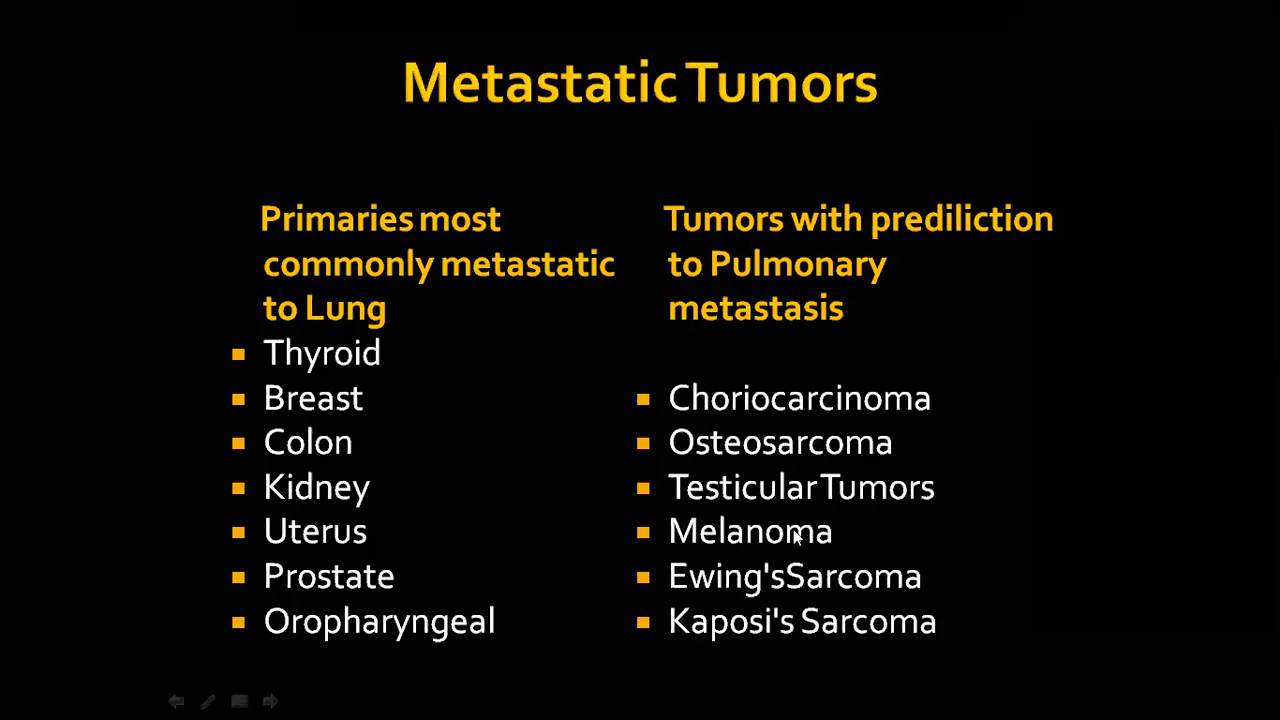 Metastatic Tumors
Primaries most
commonly metastatic
to Lung
Thyroid
Breast
Colon
Kidney
Uterus
Prostate
Oropharyngeal
Tumors with prediliction
to Pulmonary
metastasis
Choriocarcinoma
Osteosarcoma
Testicular Tumors
Melanoma
Ewing'sSarcoma
Kaposi's Sarcoma